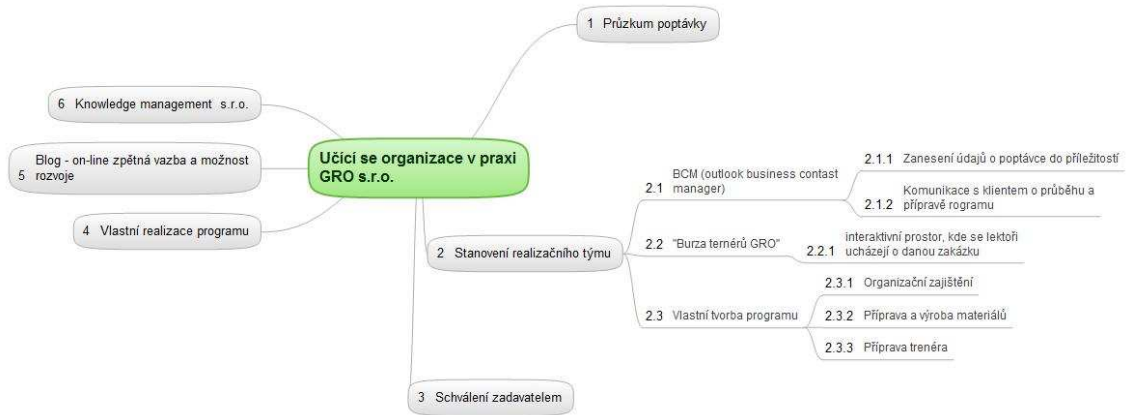 1 Průzkum poptávky
6 Knowledge management s.r.o.
Učící se organizace v praxi
GRO s.r.o.
5 Blog - on-line zpětná vazba a možnost
rozvoje
4 Vlastní realizace programu
2 Stanovení realizačního týmu
2.1 BCM (outlook business contast
manager)
2.1.1 Zanesení údajů o poptávce do příležitostí
2.1.2 Komunikace s klientem o průběhu a
přípravě rogramu
2.2 "Burza ternérů GRO"
2.2.1 interaktivní prostor, kde se lektoři
ucházejí o danou zakázku
2.3 Vlastní tvorba programu
2.3.1 Organizační zajištění
2.3.2 Příprava a výroba materiálů
2.3.3 Příprava trenéra
3 Schválení zadavatelem